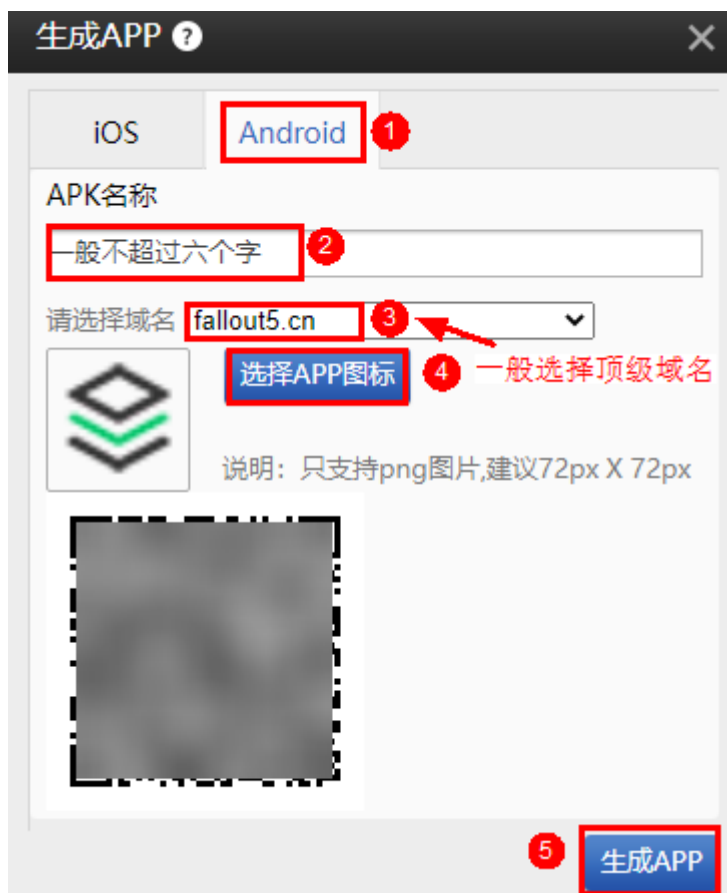 生成APP ?
iOS
Android
1
APK名称
一般不超过六个字
2
请选择域名
fallout5.cn
3
选择APP图标
4
一般选择顶级域名
说明：只支持png图片,建议72px X 72px
5
生成APP